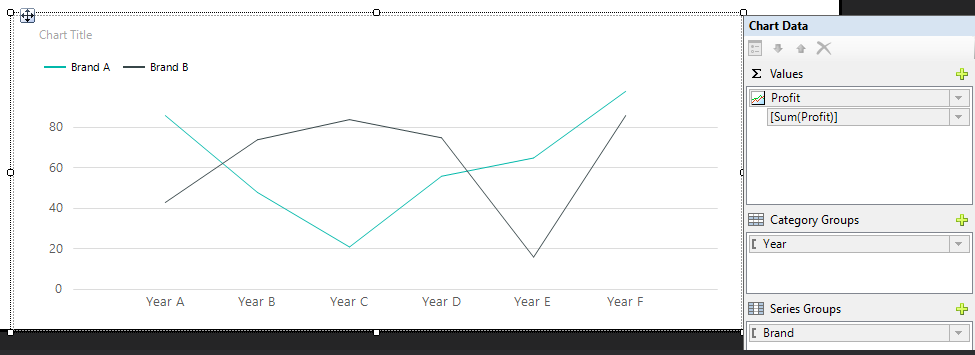 Chart Title
Brand A Brand B
80
60
40
20
0
Year A Year B Year C Year D Year E Year F
Chart Data
Σ Values
Profit
[Sum(Profit)]
Category Groups
Year
Series Groups
Brand